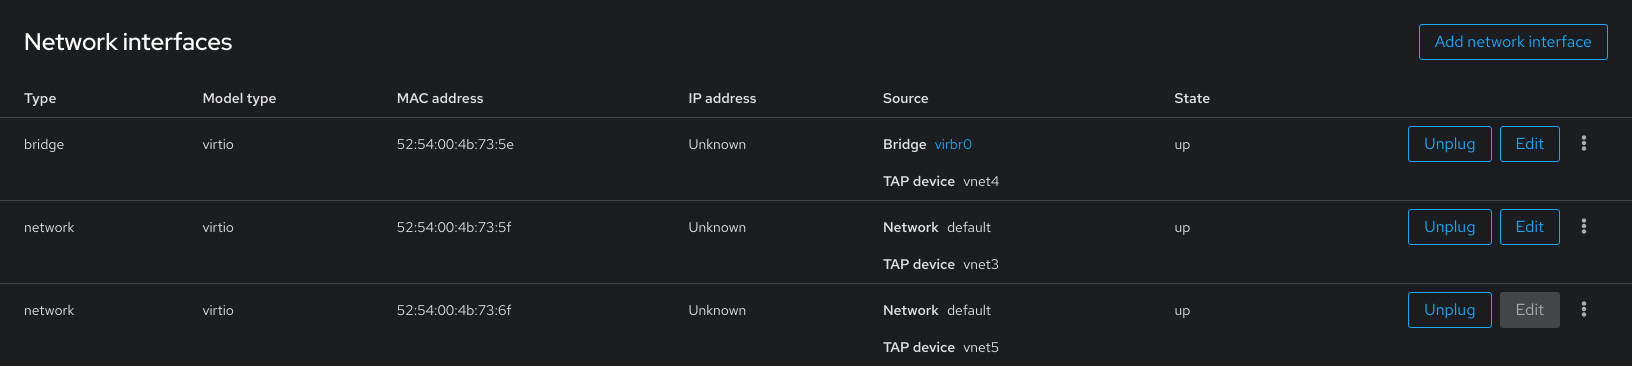 Network interfaces
Add network interface
Type Model type MAC address IP address Source State
bridge virtio 52:54:00:4b:73:5e Unknown Bridge virbr0 up Unplug Edit
TAP device vnet4
network virtio 52:54:00:4b:73:5f Unknown Network default up Unplug Edit
TAP device vnet3
network virtio 52:54:00:4b:73:6f Unknown Network default up Unplug Edit
TAP device vnet5